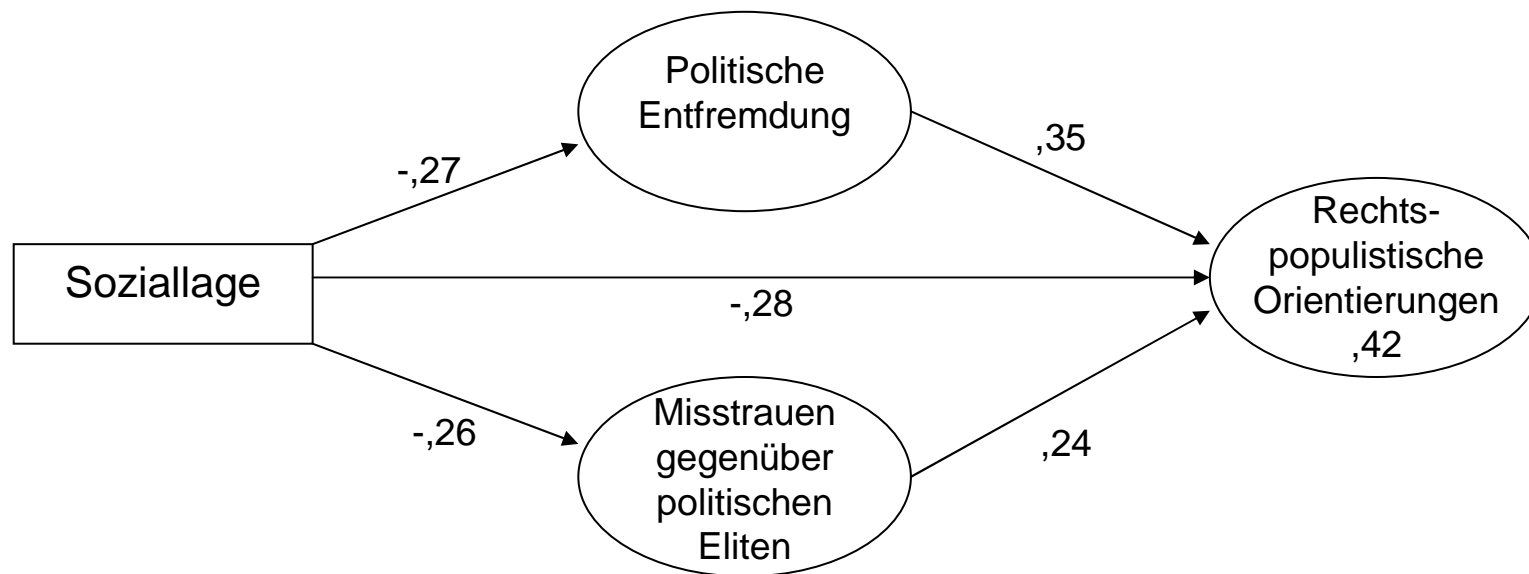 Politische
Entfremdung
,35
-,27
Rechts-
populistische
Orientierungen
,42
Soziallage
-,28
Misstrauen
gegenüber
politischen
Eliten
-,26
,24